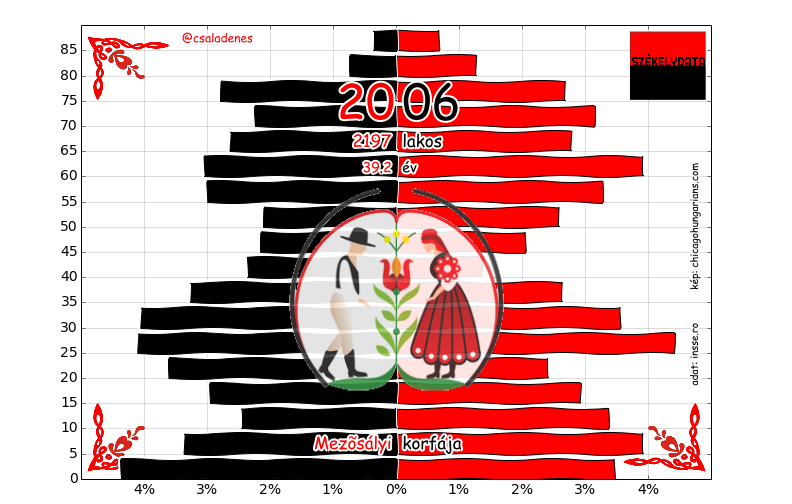 @csaladenes
SZÉKELYDATA
2006
2197 lakos
39.2 év
kép: chicagohungarians.com
adat: insse.ro
Mezősályi korfája
85
80
75
70
65
60
55
50
45
40
35
30
25
20
15
10
5
0
4% 3% 2% 1% 0% 1% 2% 3% 4%